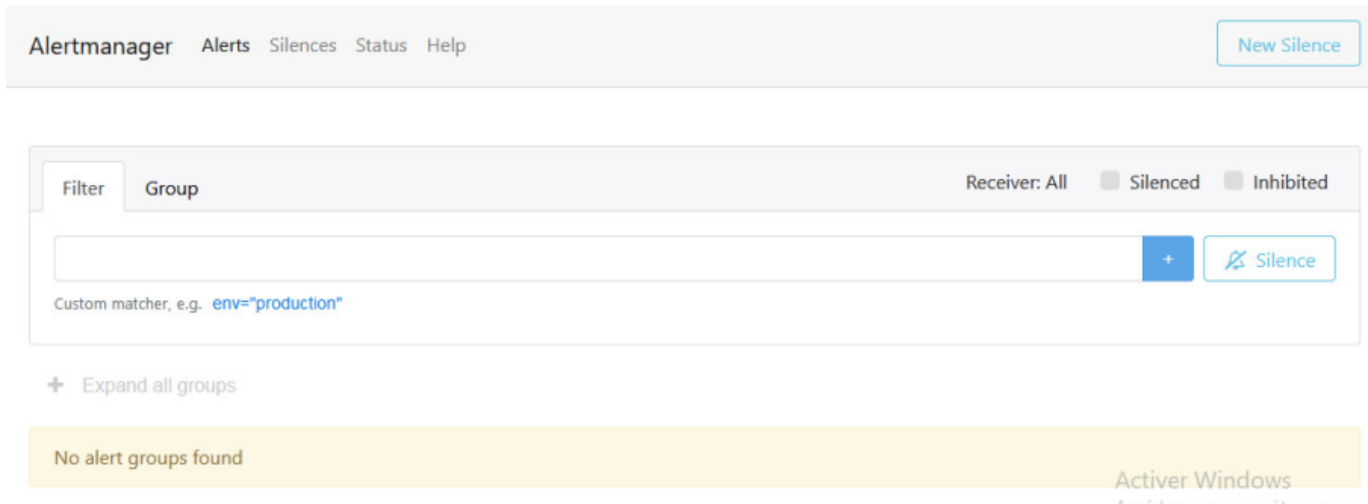 Alertmanager Alerts Silences Status Help New Silence
Filter Group Receiver: All Silenced Inhibited
+ Silence
Custom matcher, e.g. env="production"
+ Expand all groups
No alert groups found
Activer Windows